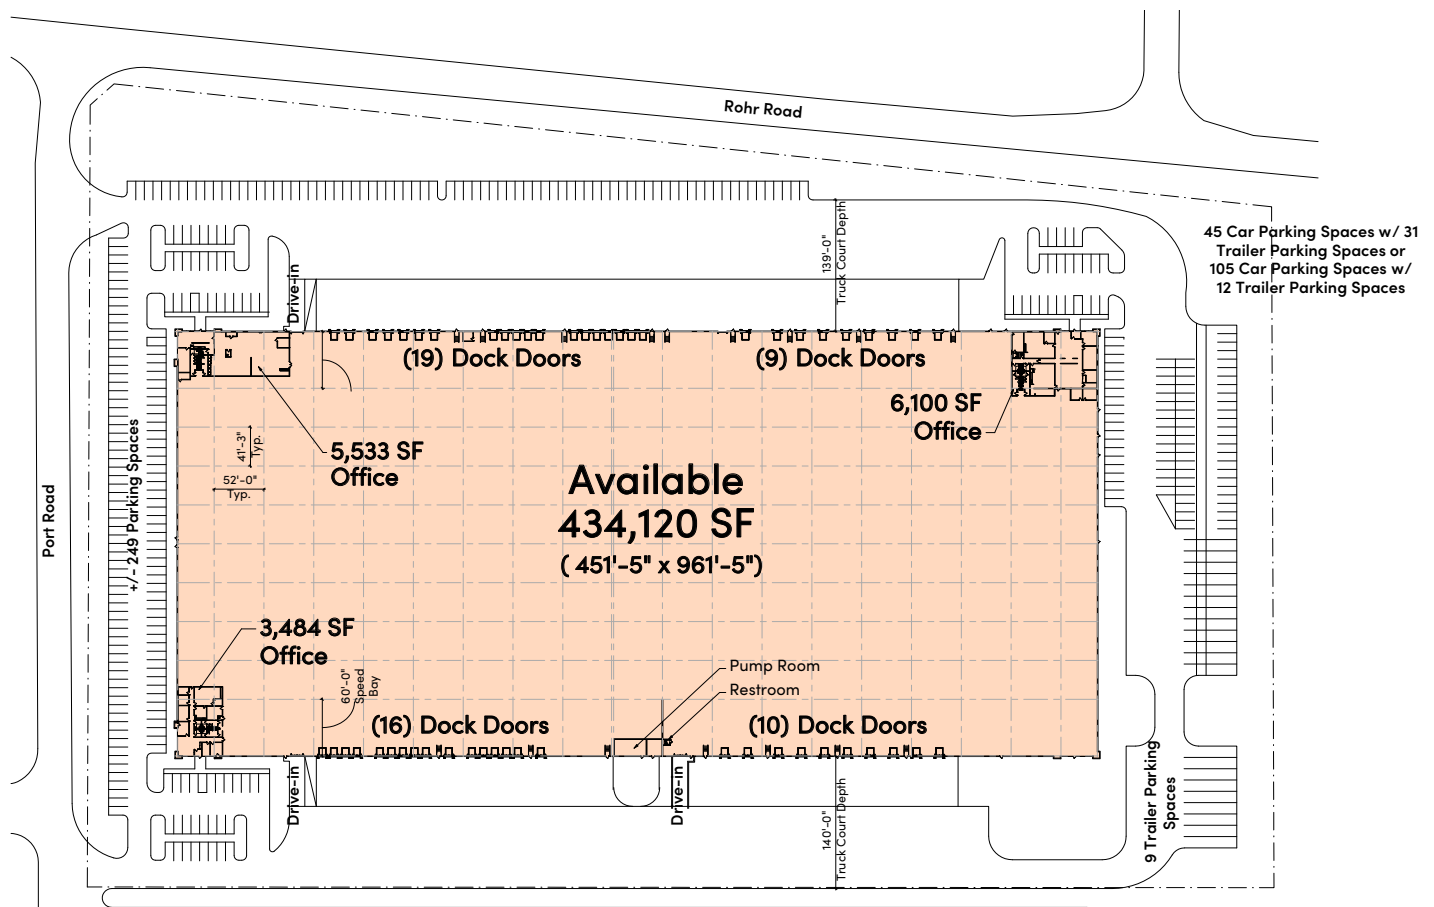 Rohr Road
45 Car Parking Spaces w/ 31
Trailer Parking Spaces or
105 Car Parking Spaces w/
12 Trailer Parking Spaces
139'-0"
Truck Court Depth
Drive-in
(19) Dock Doors
(9) Dock Doors
6,100 SF
Office
5,533 SF
Office
41'-3"
Typ.
52'-0"
Typ.
Available
434,120 SF
( 451'-5" x 961'-5")
Port Road
+/- 249 Parking Spaces
3,484 SF
Office
60'-0"
Speed
Bay
Pump Room
Restroom
(16) Dock Doors
(10) Dock Doors
Drive-in
Drive-in
140'-0"
Truck Court Depth
9 Trailer Parking
Spaces